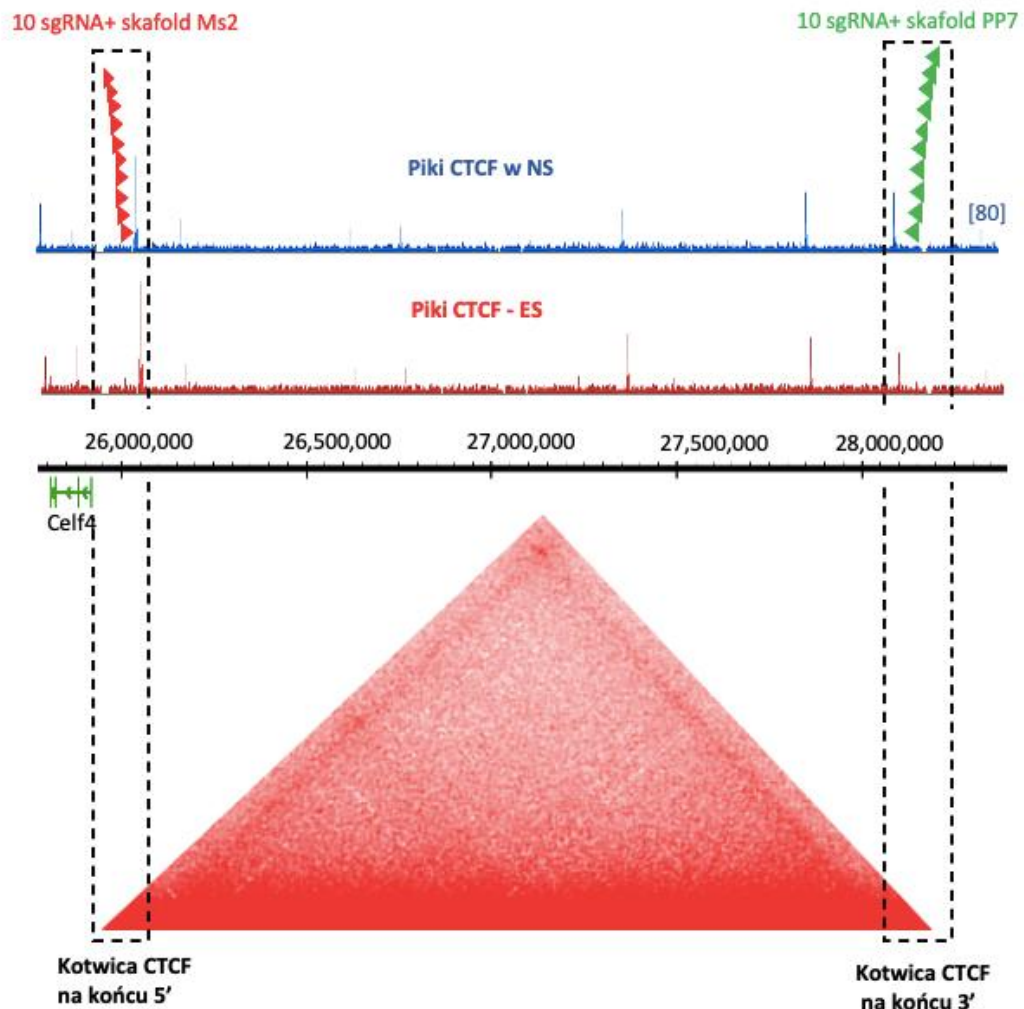 10 sgRNA+ skafold Ms2
10 sgRNA+ skafold PP7
Piki CTCF w NS
[80]
Piki CTCF - ES
26,000,000 26,500,000 27,000,000 27,500,000 28,000,000
Celf4
Kotwica CTCF
na końcu 5'
Kotwica CTCF
na końcu 3'